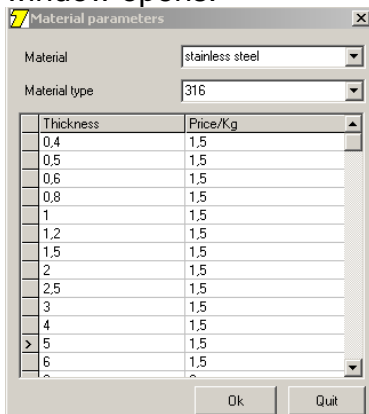 Material parameters
Material stainless steel
Material type 316
Thickness Price/Kg
0,4 1,5
0,5 1,5
0,6 1,5
0,8 1,5
1 1,5
1,2 1,5
1,5 1,5
2 1,5
2,5 1,5
3 1,5
4 1,5
5 1,5
6 1,5
Ok Quit